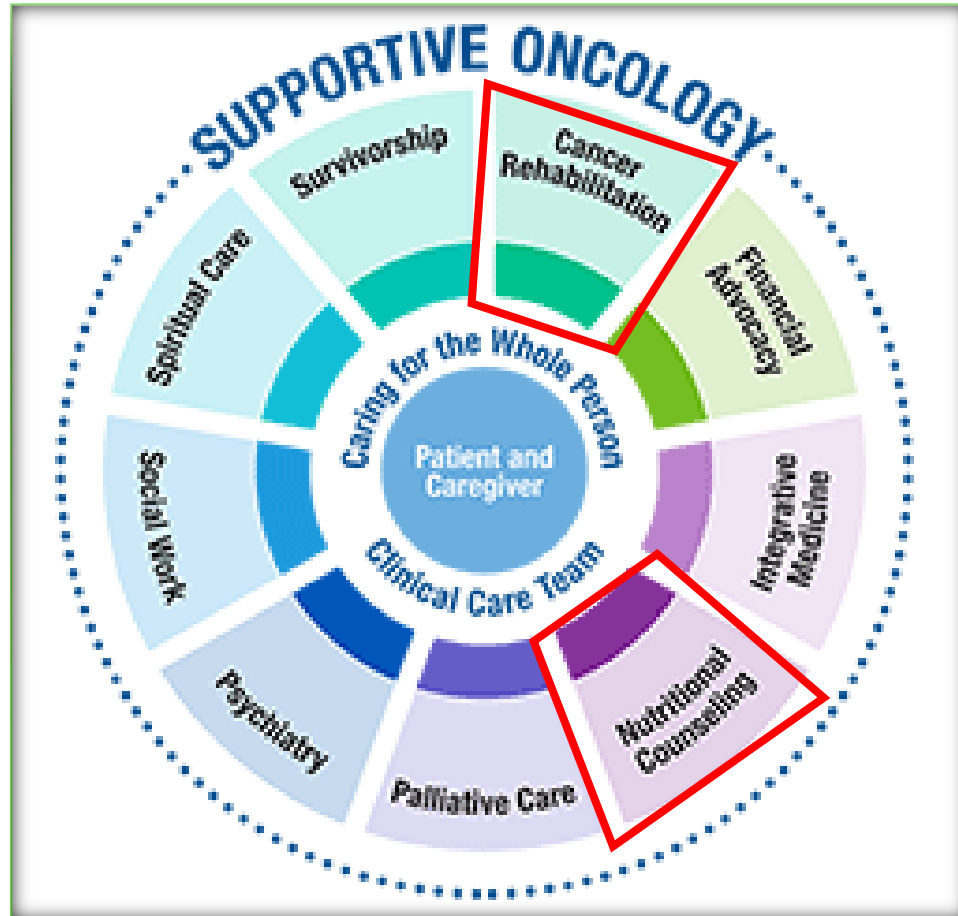 SUPPORTIVE ONCOLOGY
Survivorship
Cancer
Rehabilitation
Financial
Advocacy
Integrative
Medicine
Nutritional
Counseling
Palliative Care
Psychiatry
Social Work
Spiritual Care
Caring for the Whole Person
Patient and
Caregiver
Clinical Care Team